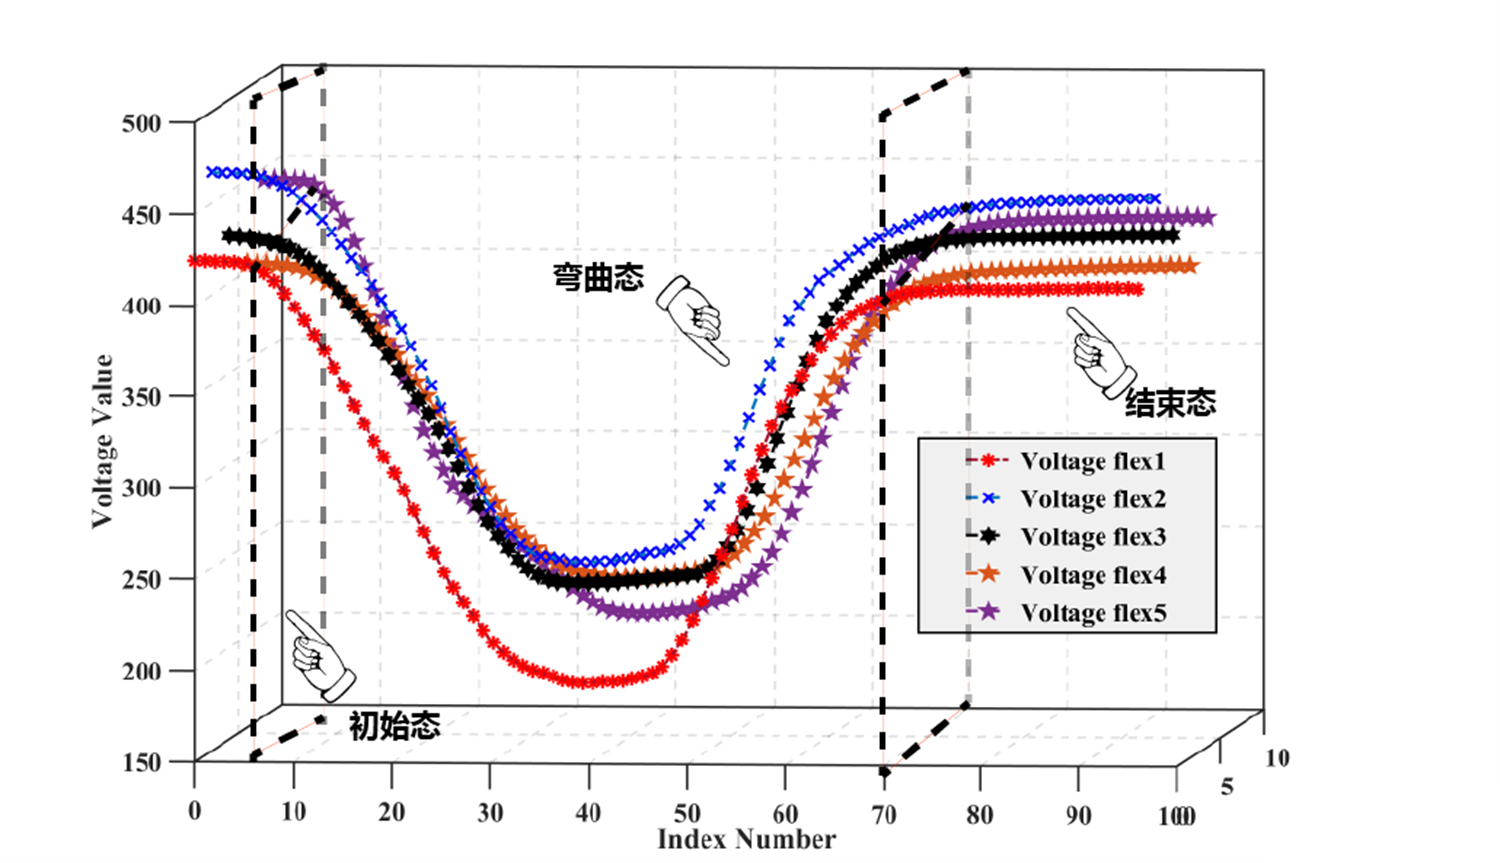 500
450
400
350
300
250
200
150
Voltage Value
0
10
20
30
40
50
60
70
80
90
100
5
10
Index Number
弯曲态
结束态
初始态
Voltage flex1
Voltage flex2
Voltage flex3
Voltage flex4
Voltage flex5